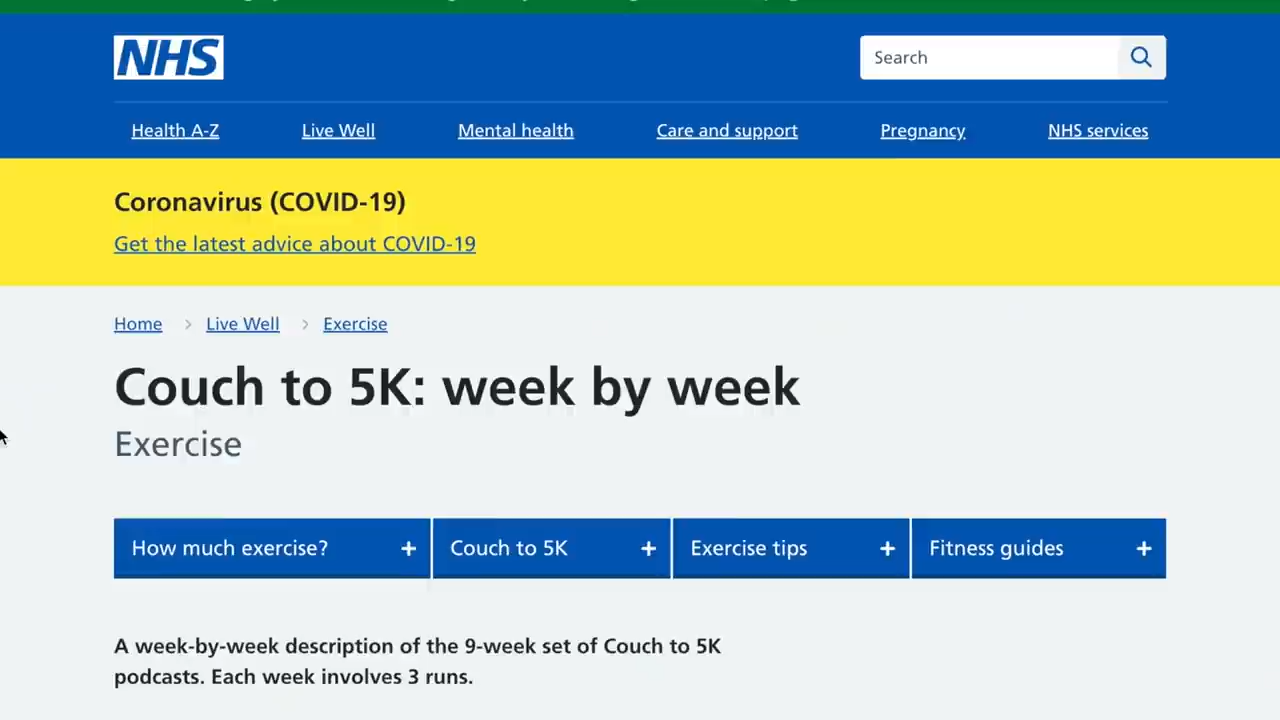 NHS
Search
Health A-Z Live Well Mental health Care and support Pregnancy NHS services
Coronavirus (COVID-19)
Get the latest advice about COVID-19
Home Live Well Exercise
Couch to 5K: week by week
Exercise
How much exercise? + Couch to 5K + Exercise tips + Fitness guides +
A week-by-week description of the 9-week set of Couch to 5K
podcasts. Each week involves 3 runs.